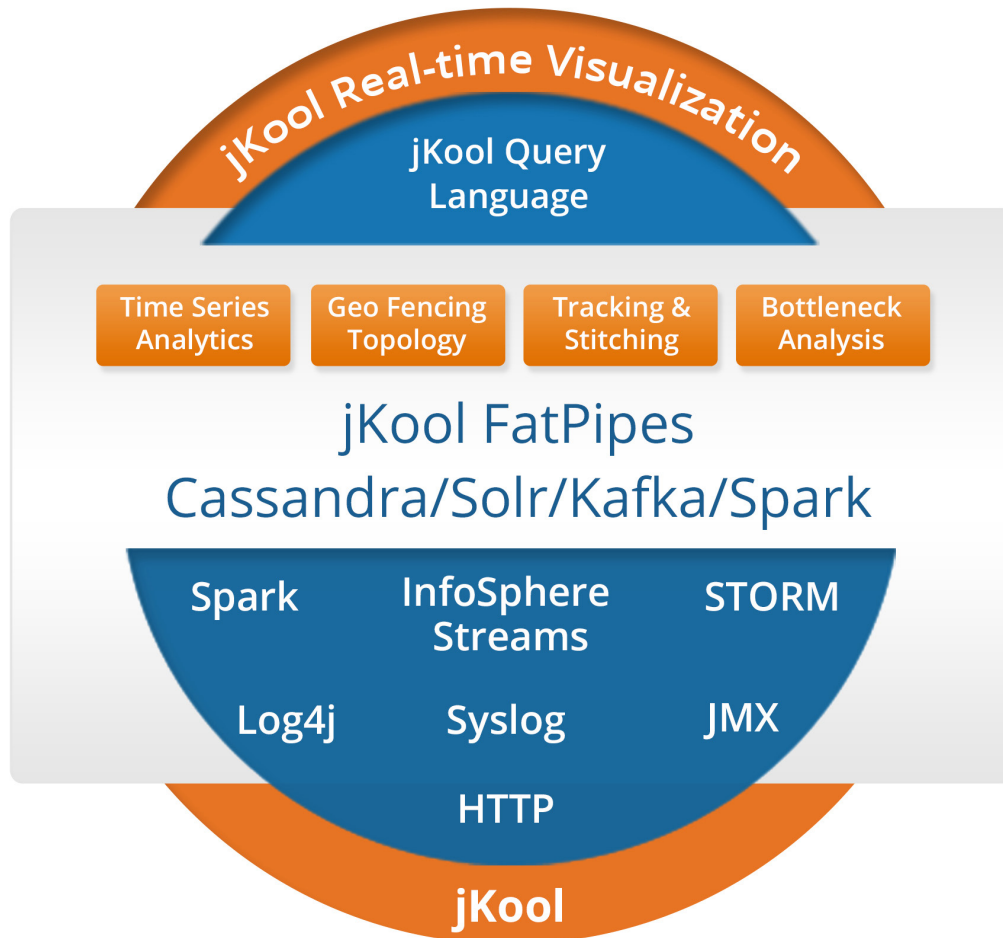 jKool Real-time Visualization
jKool Query
Language
Time Series
Analytics
Geo Fencing
Topology
Tracking &
Stitching
Bottleneck
Analysis
jKool FatPipes
Cassandra/Solr/Kafka/Spark
Spark
InfoSphere
Streams
STORM
Log4j
Syslog
JMX
HTTP
jKool